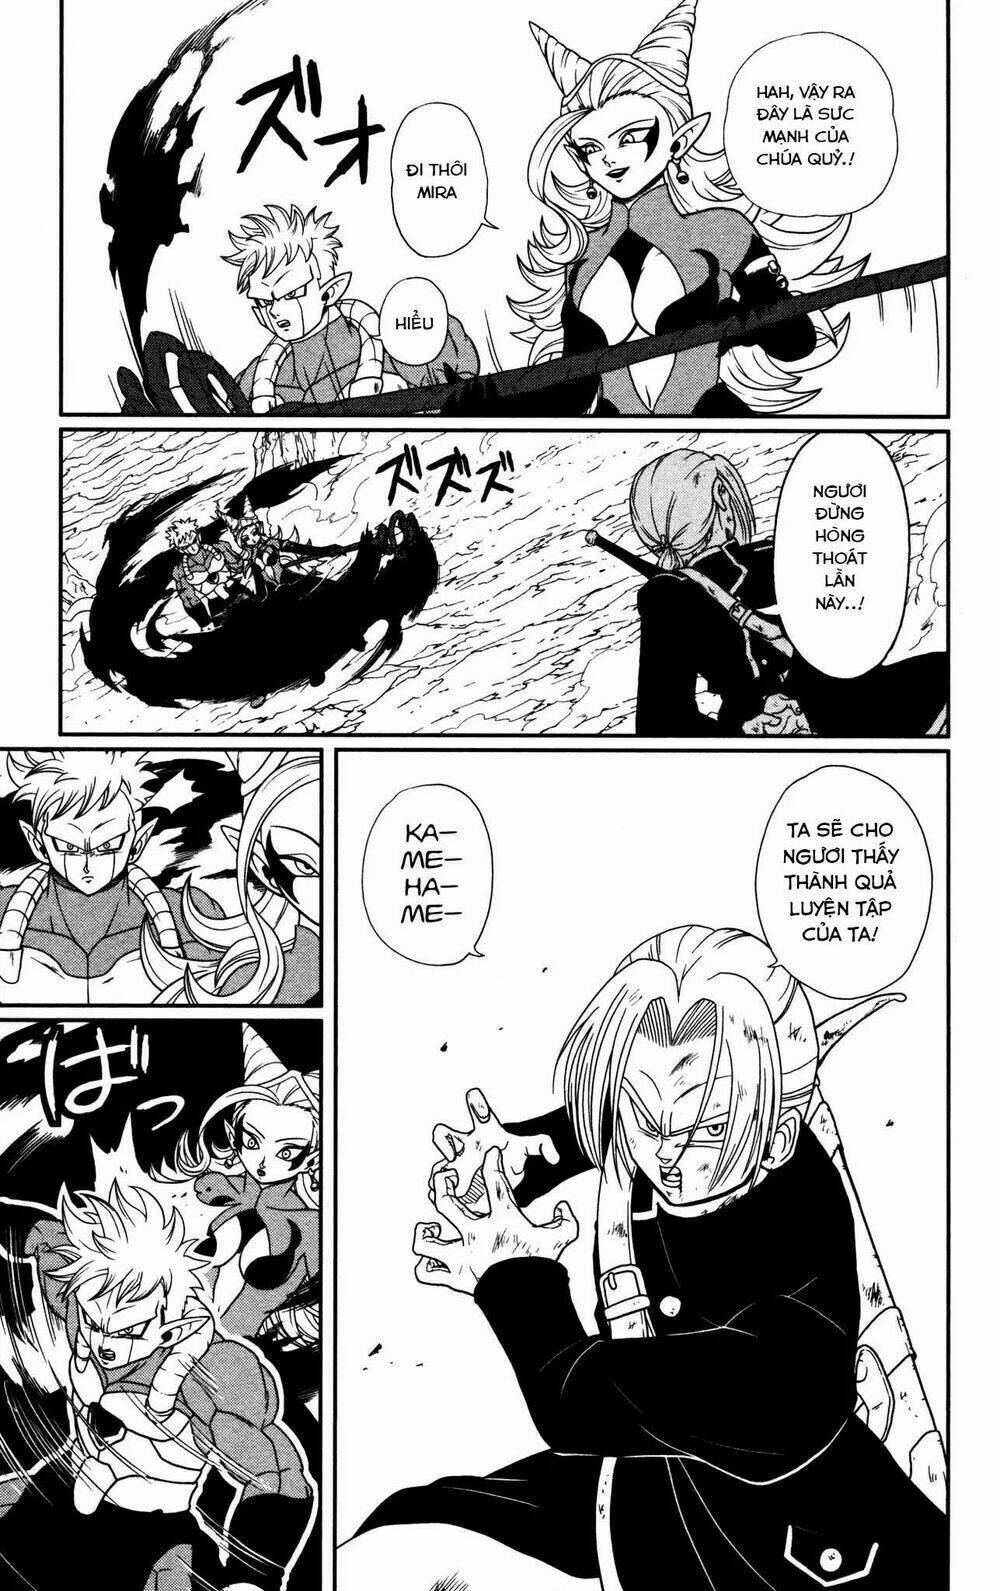 HAH, VẬY RA
ĐÂY LÀ SỨC
MẠNH CỦA
CHÚA QUỶ.!
ズオ
ĐI THÔI
MIRA
HIỂU
ズズズ
NGƯƠI
ĐỪNG
HÒNG
THOÁT
LẦN
NÀY..!
TA SẼ CHO
NGƯƠI THẤY
THÀNH QUẢ
LUYỆN TẬP
CỦA TA!
KA-
ME-
HA-
ME-
ばっ